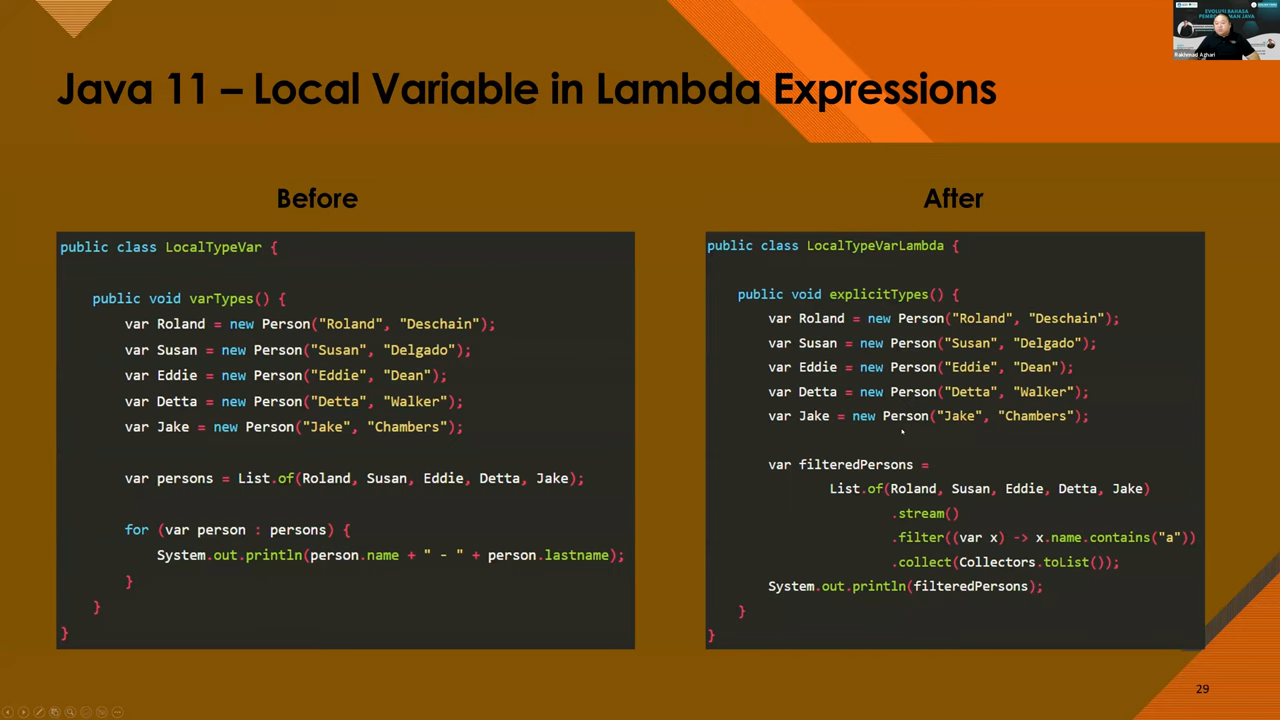 Java 11 – Local Variable in Lambda Expressions
EVOLUSI BAHASA
PEMROGRAMAN JAVA
Rakhmad Azhari
Before
public class LocalTypeVar {
public void varTypes() {
var Roland = new Person("Roland", "Deschain");
var Susan = new Person("Susan", "Delgado");
var Eddie = new Person("Eddie", "Dean");
var Detta = new Person("Detta", "Walker");
var Jake = new Person("Jake", "Chambers");
var persons = List.of(Roland, Susan, Eddie, Detta, Jake);
for (var person : persons) {
System.out.println(person.name + " - " + person.lastname);
}
}
}
After
public class LocalTypeVarLambda {
public void explicitTypes() {
var Roland = new Person("Roland", "Deschain");
var Susan = new Person("Susan", "Delgado");
var Eddie = new Person("Eddie", "Dean");
var Detta = new Person("Detta", "Walker");
var Jake = new Person("Jake", "Chambers");
var filteredPersons =
List.of(Roland, Susan, Eddie, Detta, Jake)
.stream()
.filter((var x) -> x.name.contains("a"))
.collect(Collectors.toList());
System.out.println(filteredPersons);
}
}
29